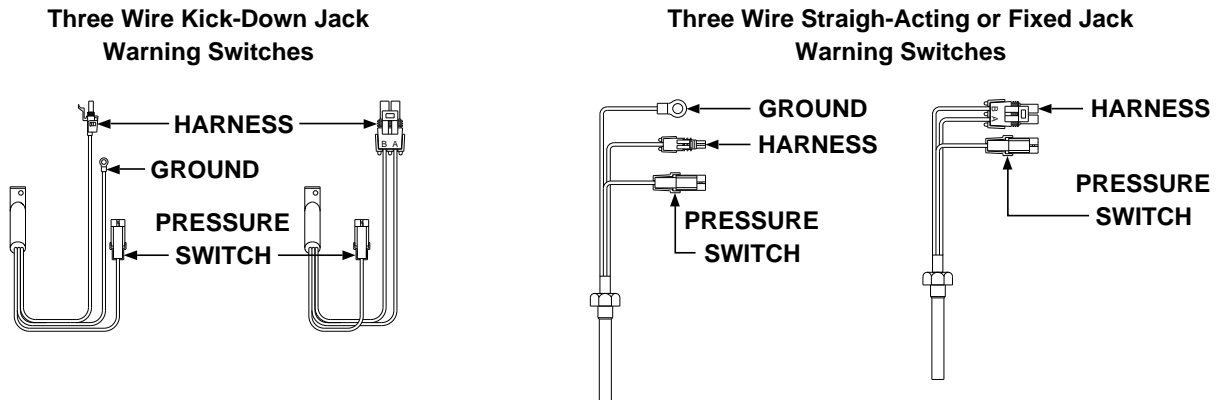 Three Wire Kick-Down Jack
Warning Switches
HARNESS
GROUND
PRESSURE
SWITCH
B A
Three Wire Straigh-Acting or Fixed Jack
Warning Switches
GROUND
HARNESS
PRESSURE
SWITCH
B
A
HARNESS
PRESSURE
SWITCH